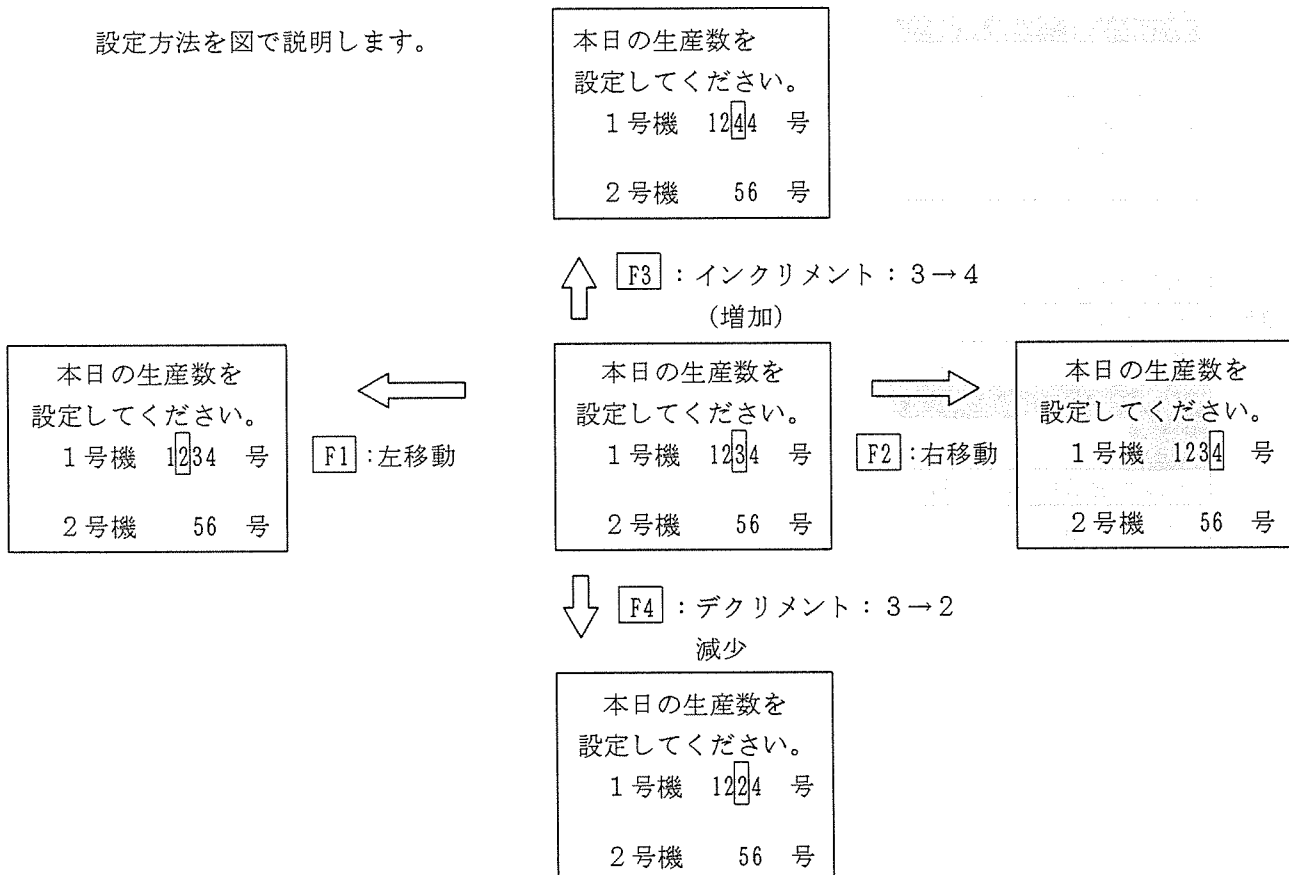 設定方法を図で説明します。
本日の生産数を
設定してください。
1号機 1244 号
2号機 56 号
F3 : インクリメント : 3→4
(増加)
本日の生産数を
設定してください。
1号機 1234 号
2号機 56 号
F1 :左移動
本日の生産数を
設定してください。
1号機 1234 号
2号機 56 号
F2 :右移動
本日の生産数を
設定してください。
1号機 1234 号
2号機 56 号
F4 : デクリメント : 3→2
減少
本日の生産数を
設定してください。
1号機 1224 号
2号機 56 号